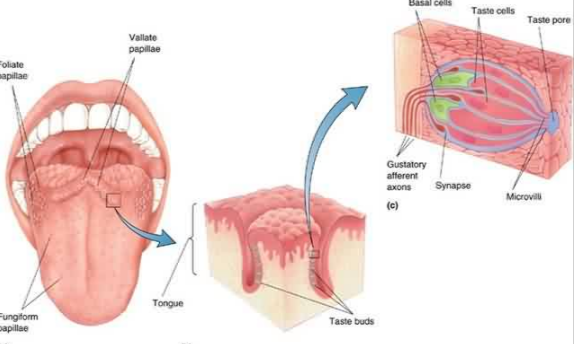 Basal cells
Taste cells
Taste pore
Vallate
papillae
Foliate
papillae
Gustatory
afferent
axons
Synapse
Microvilli
(c)
Tongue
Taste buds
Fungiform
papillae